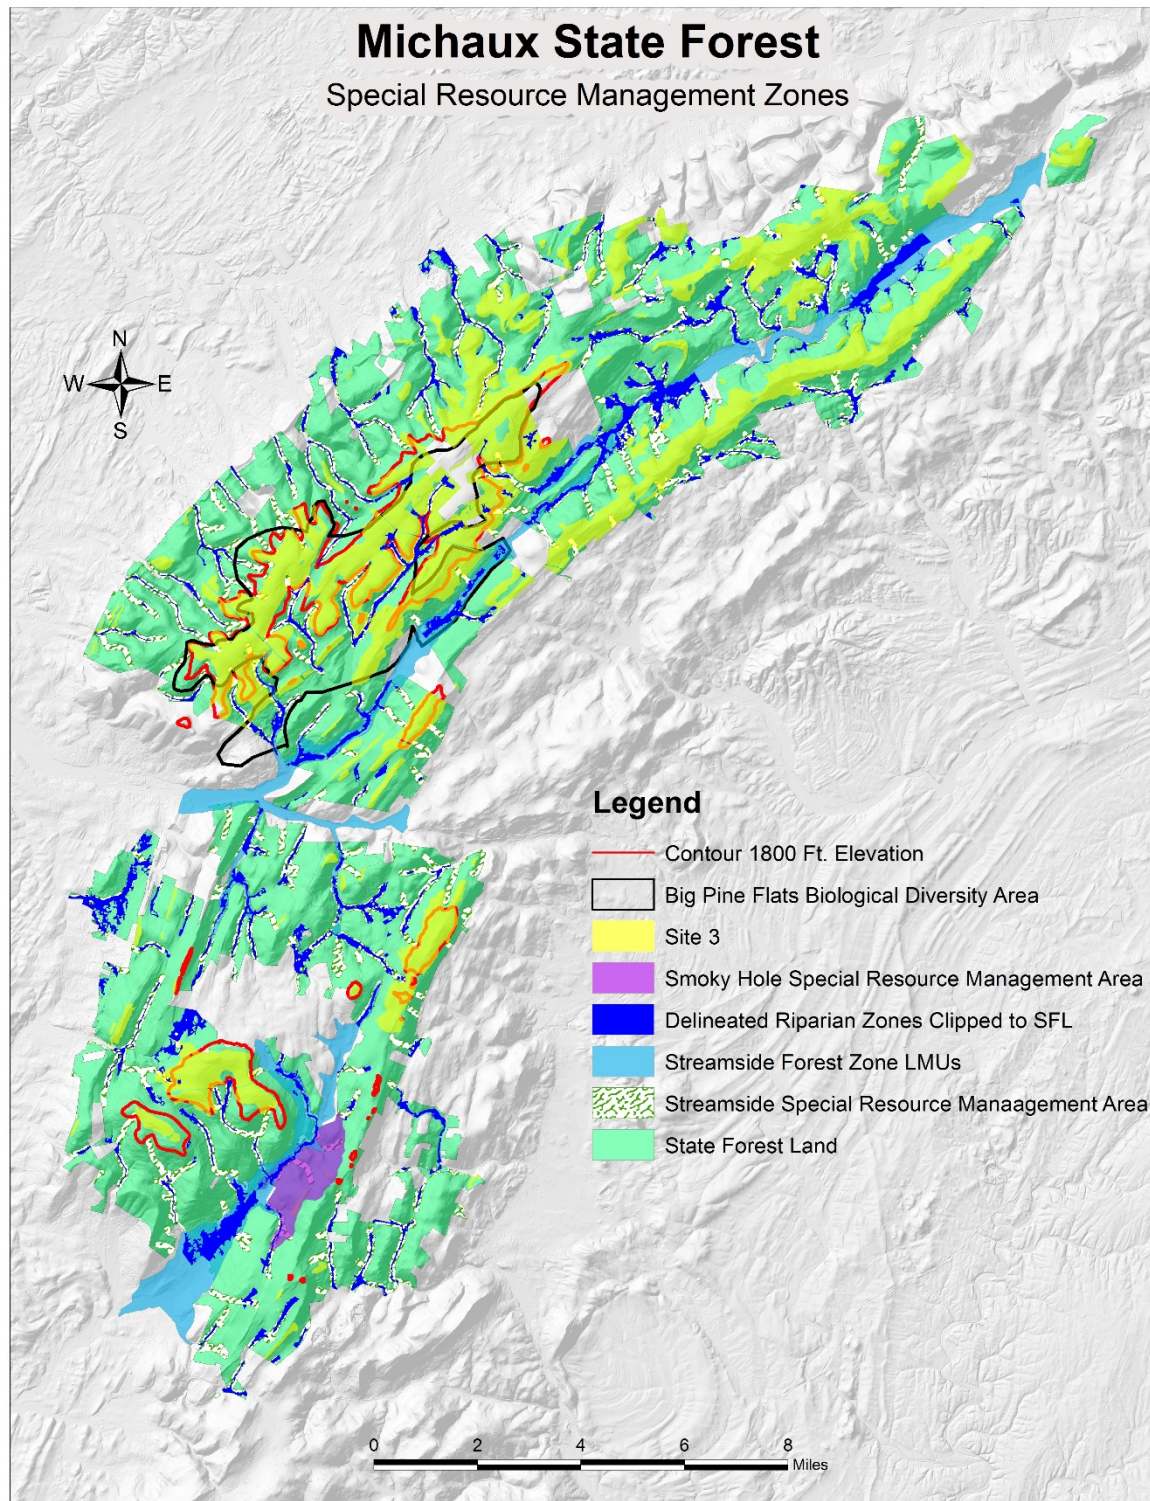 Michaux State Forest
Special Resource Management Zones
N
W E
S
Legend
Contour 1800 Ft. Elevation
Big Pine Flats Biological Diversity Area
Site 3
Smoky Hole Special Resource Management Area
Delineated Riparian Zones Clipped to SFL
Streamside Forest Zone LMUs
Streamside Special Resource Manaagement Area
State Forest Land
0 2 4 6 8
Miles